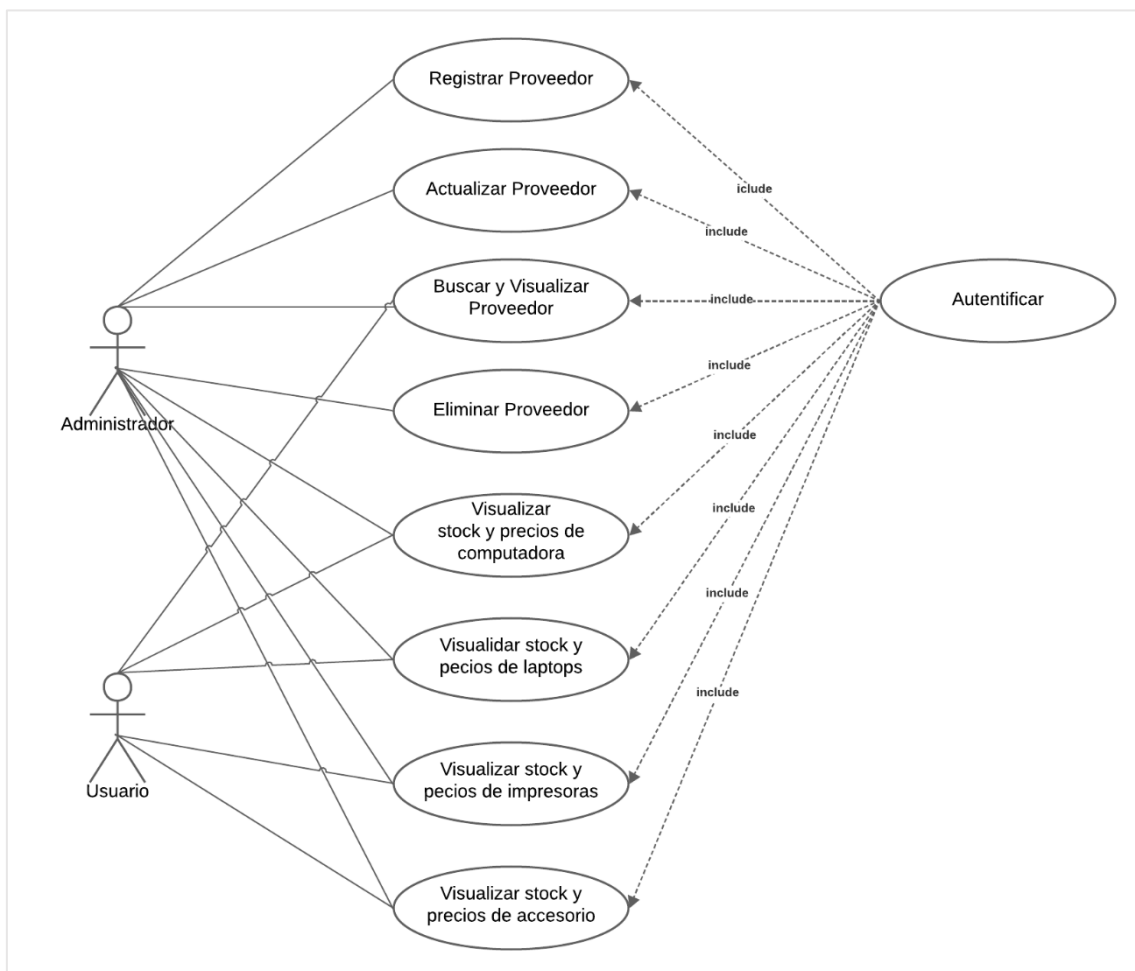 Registrar Proveedor
iclude
Actualizar Proveedor
include
Buscar y Visualizar
Proveedor
include
Autentificar
Administrador
Eliminar Proveedor
include
Visualizar
stock y precios de
computadora
include
Visualidar stock y
pecios de laptops
include
Usuario
Visualizar stock y
pecios de impresoras
include
Visualizar stock y
precios de accesorio
include